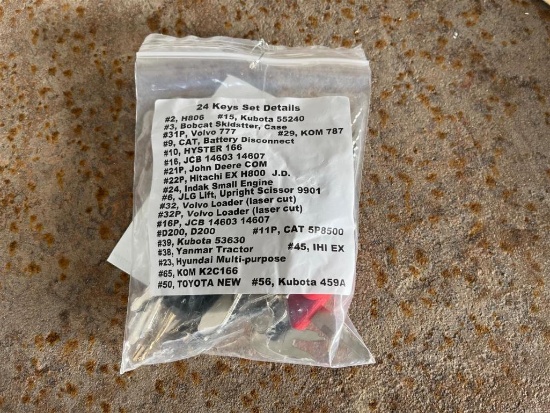 24 Keys Set Details
#2, H806 #15, Kubota 55240
#3, Bobcat Skidstter, Case
#31P, Volvo 777 #29, KOM 787
#9, CAT, Battery Disconnect
#10, HYSTER 166
#16, JCB 14603 14607
#21P, John Deere COM
#22P, Hitachi EX H800 J.D.
#24, Indak Small Engine
#6, JLG Lift, Upright Scissor 9901
#32, Volvo Loader (laser cut)
#32P, Volvo Loader (laser cut)
#16P, JCB 14603 14607
#D200, D200 #11P, CAT 5P8500
#39, Kubota 53630
#38, Yanmar Tractor #45, IHI EX
#23, Hyundai Multi-purpose
#65, KOM K2C166
#50, TOYOTA NEW #56, Kubota 459A